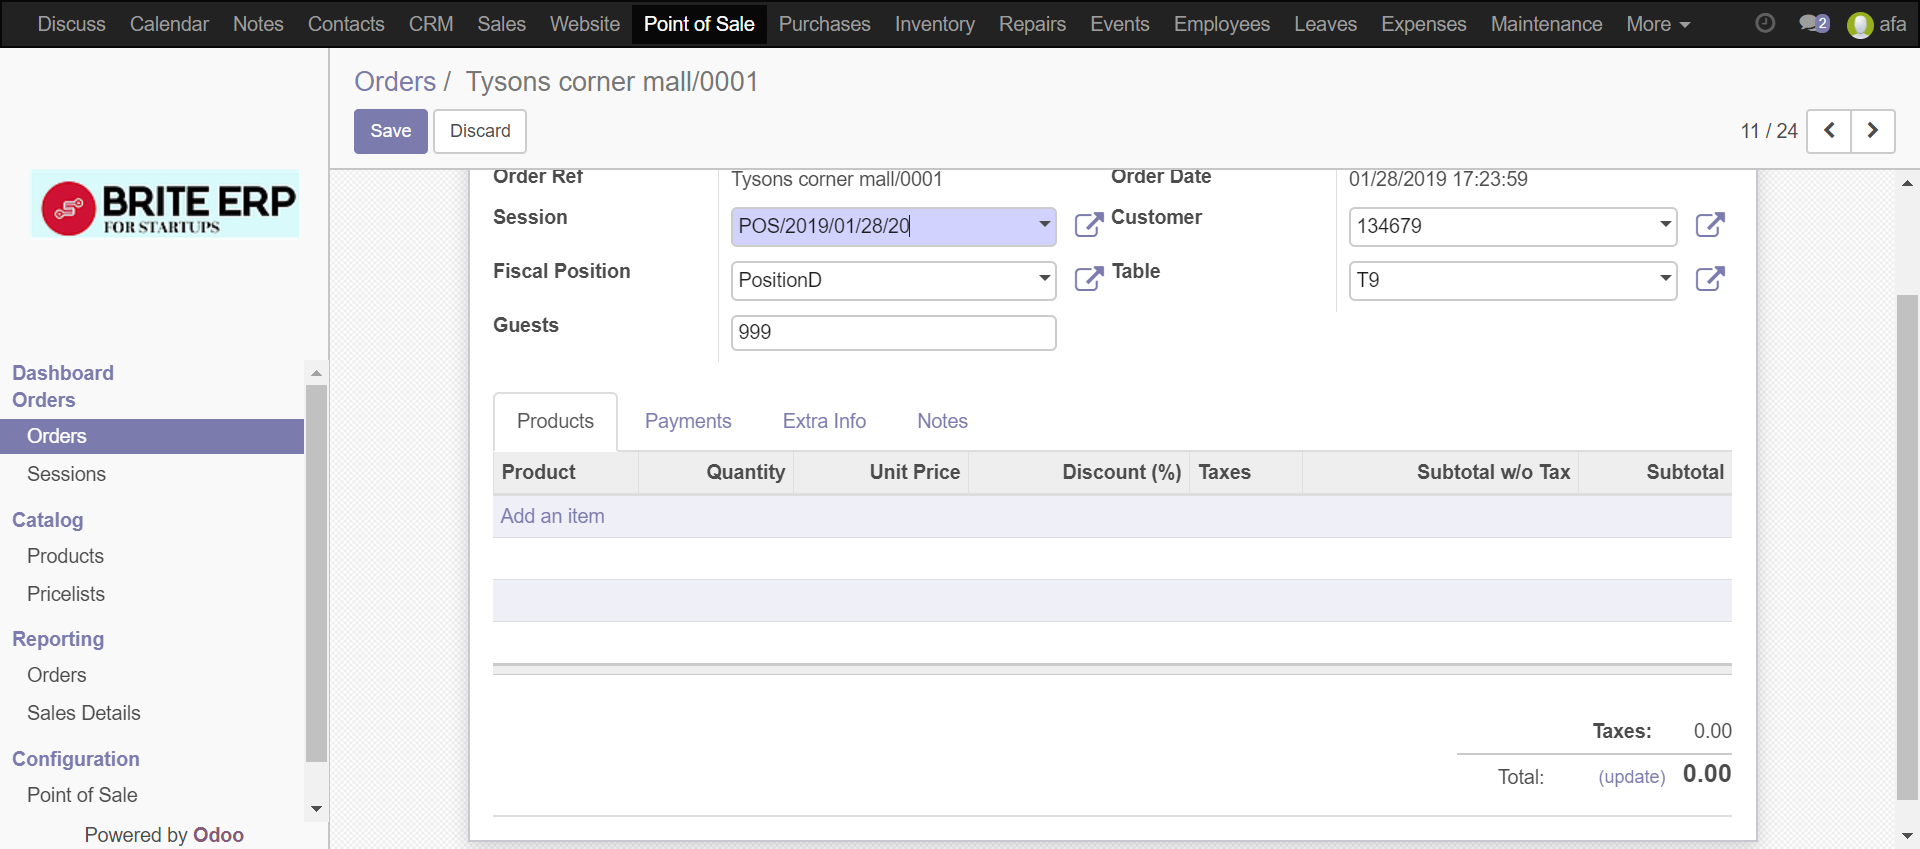 Discuss Calendar Notes Contacts CRM Sales Website Point of Sale Purchases Inventory Repairs Events Employees Leaves Expenses Maintenance More 2 afa
Orders / Tysons corner mall/0001
Save Discard 11 / 24
BRITE ERP
FOR STARTUPS
Dashboard
Orders
Orders
Sessions
Catalog
Products
Pricelists
Reporting
Orders
Sales Details
Configuration
Point of Sale
Powered by Odoo
Order Ref Tysons corner mall/0001 Order Date 01/28/2019 17:23:59
Session POS/2019/01/28/20 Customer 134679
Fiscal Position PositionD Table T9
Guests 999
Products Payments Extra Info Notes
Product Quantity Unit Price Discount (%) Taxes Subtotal w/o Tax Subtotal
Add an item
Taxes: 0.00
Total: (update) 0.00